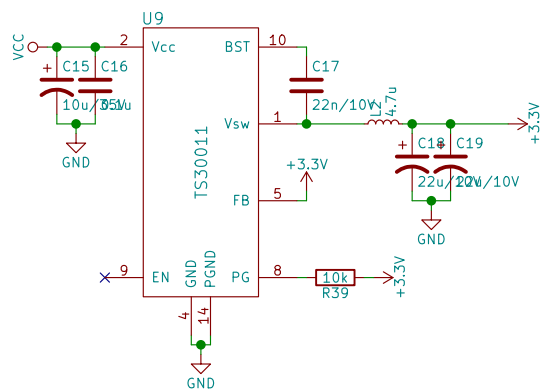 U9
VCC
2
Vcc
BST
10
C15
C16
10u/35V
0.1u
GND
C17
22n/10V
Vsw
1
L2
4.7u
+3.3V
TS30011
+3.3V
C18
C19
22u/10V
22u/10V
GND
FB
5
9
EN
GND
PGND
PG
8
10k
R39
+3.3V
4
14
GND